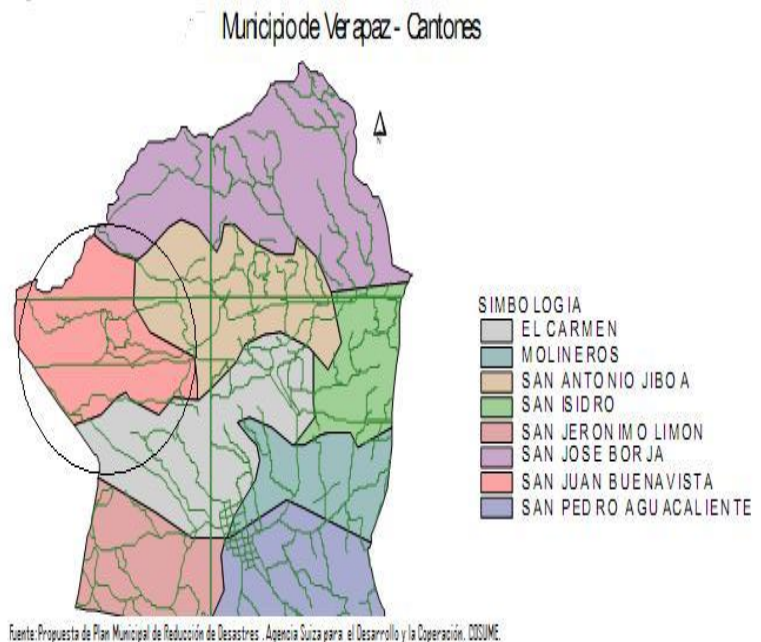 Municipio de Verapaz - Cantones
N
SIMBOLOGIA
EL CARMEN
MOLINEROS
SAN ANTONIO JIBOA
SAN ISIDRO
SAN JERONIMO LIMON
SAN JOSE BORJA
SAN JUAN BUENAVISTA
SAN PEDRO AGUACALIENTE
Fuente:Propuesta de Plan Municipal de Reducción de Desastres . Agencia Suiza para el Desarrollo y la Coperación. COSUME.